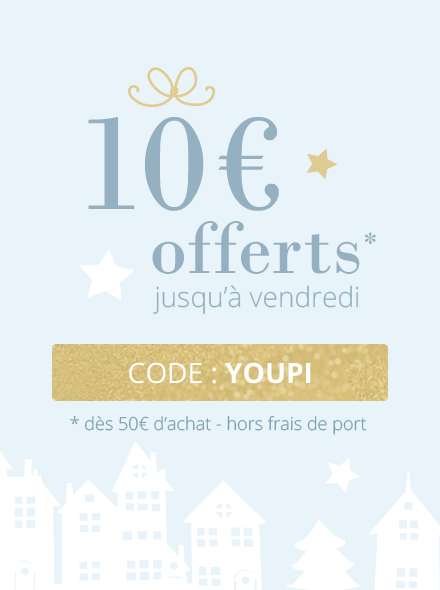 10€
offerts*
jusqu'à vendredi
CODE : YOUPI
* dès 50€ d'achat - hors frais de port